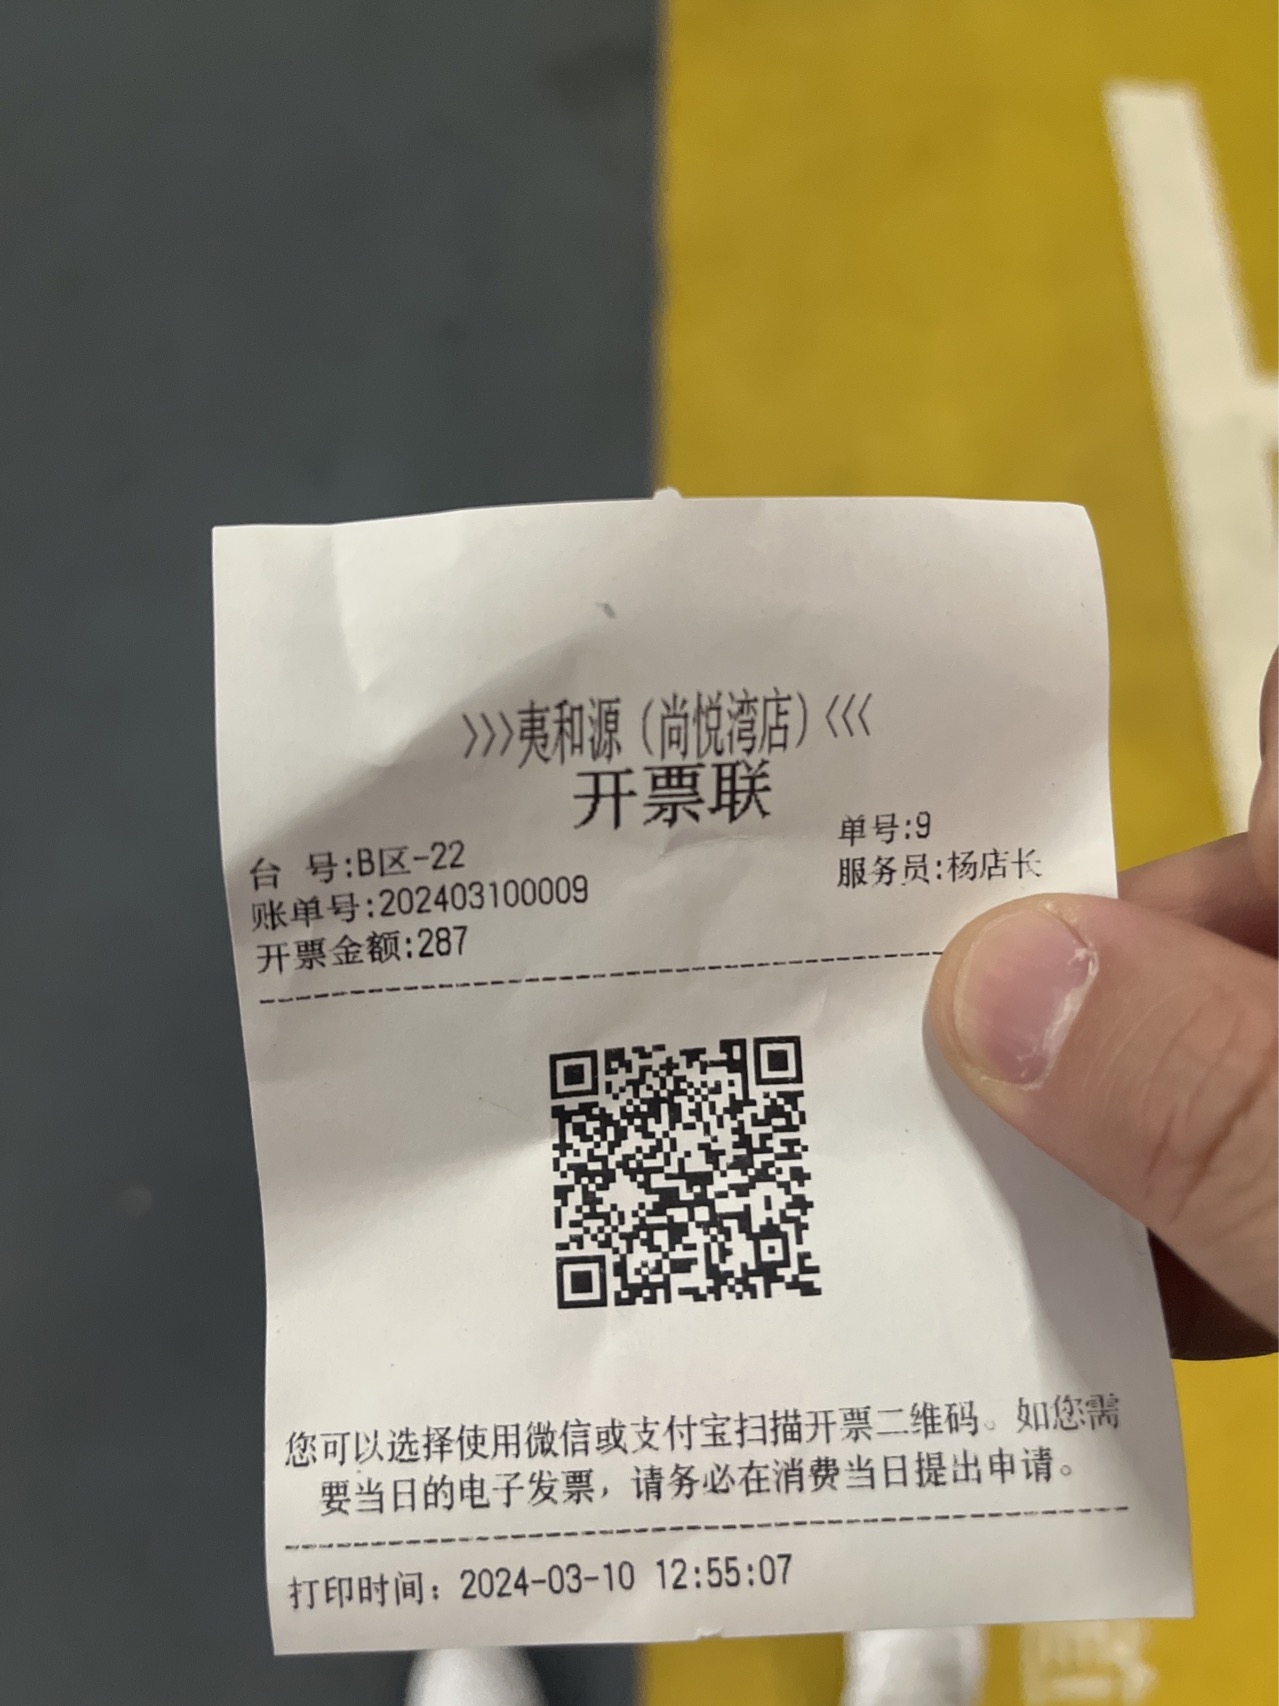 >>>夷和源（尚悦湾店）<<<
开票联
单号:9
台 号:B区-22
服务员:杨店长
账单号:202403100009
开票金额:287
您可以选择使用微信或支付宝扫描开票二维码。如您需
要当日的电子发票，请务必在消费当日提出申请。
打印时间：2024-03-10 12:55:07